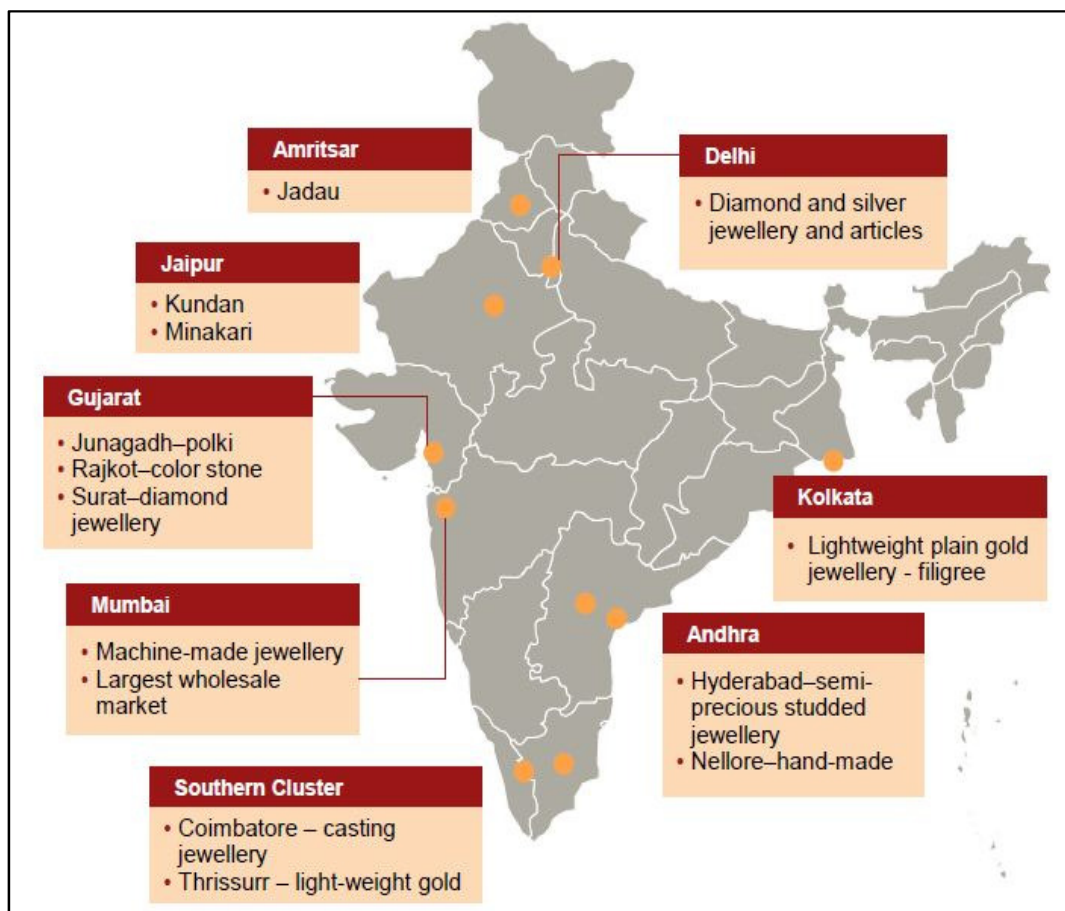 Amritsar
• Jadau
Delhi
• Diamond and silver
jewellery and articles
Jaipur
• Kundan
• Minakari
Gujarat
• Junagadh–polki
• Rajkot–color stone
• Surat–diamond
jewellery
Kolkata
• Lightweight plain gold
jewellery - filigree
Mumbai
• Machine-made jewellery
• Largest wholesale
market
Andhra
• Hyderabad–semi-
precious studded
jewellery
• Nellore–hand-made
Southern Cluster
• Coimbatore – casting
jewellery
• Thrissurr – light-weight gold